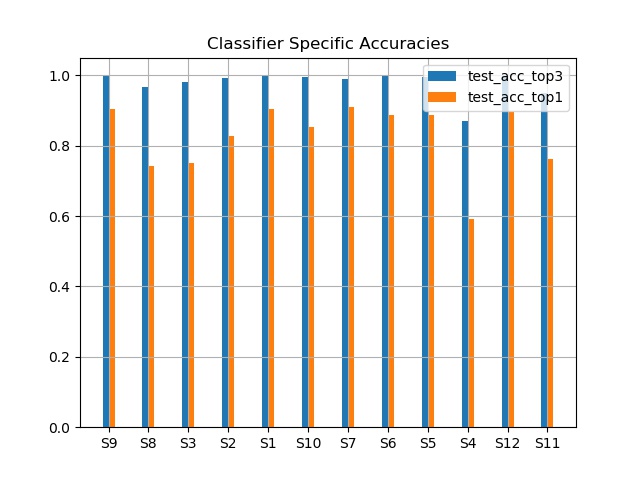 Classifier Specific Accuracies
test_acc_top3
test_acc_top1
1.0
0.8
0.6
0.4
0.2
0.0
S9 S8 S3 S2 S1 S10 S7 S6 S5 S4 S12 S11